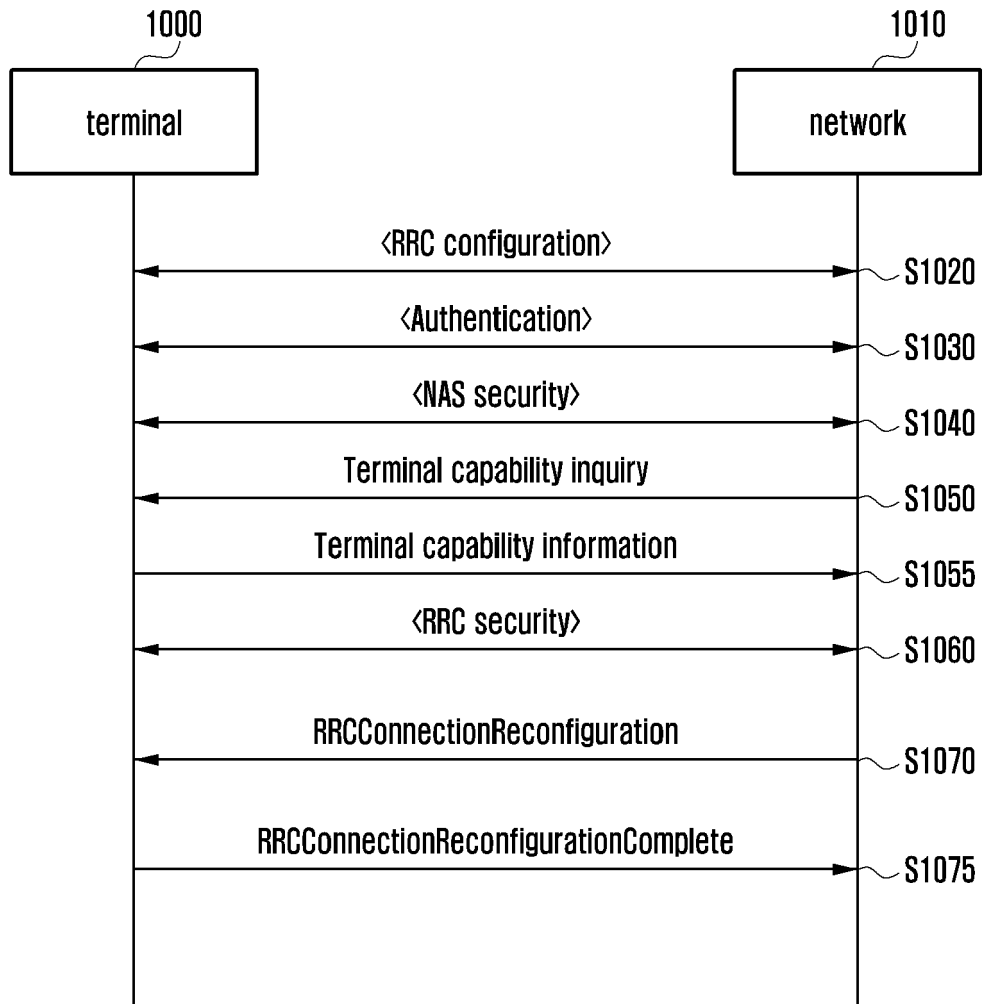 1000 1010
terminal network
<RRC configuration>
S1020
<Authentication>
S1030
<NAS security>
S1040
Terminal capability inquiry
S1050
Terminal capability information
S1055
<RRC security>
S1060
RRCConnectionReconfiguration
S1070
RRCConnectionReconfigurationComplete
S1075